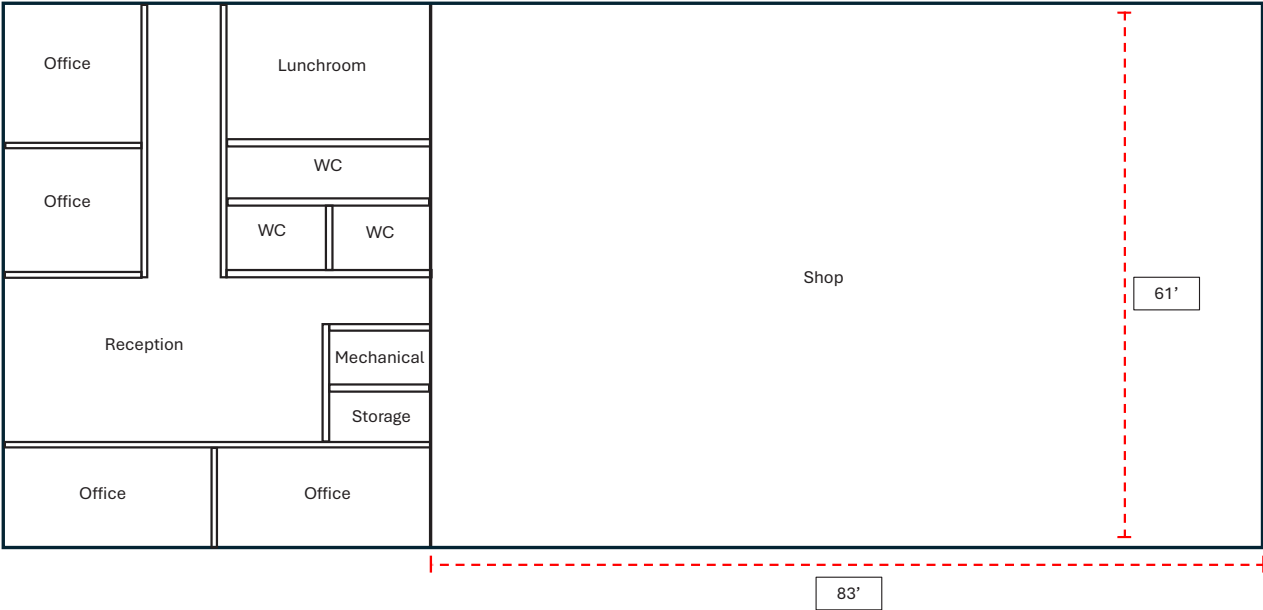 Office
Lunchroom
WC
Office
WC
WC
Shop
61’
Reception
Mechanical
Storage
Office
Office
83’